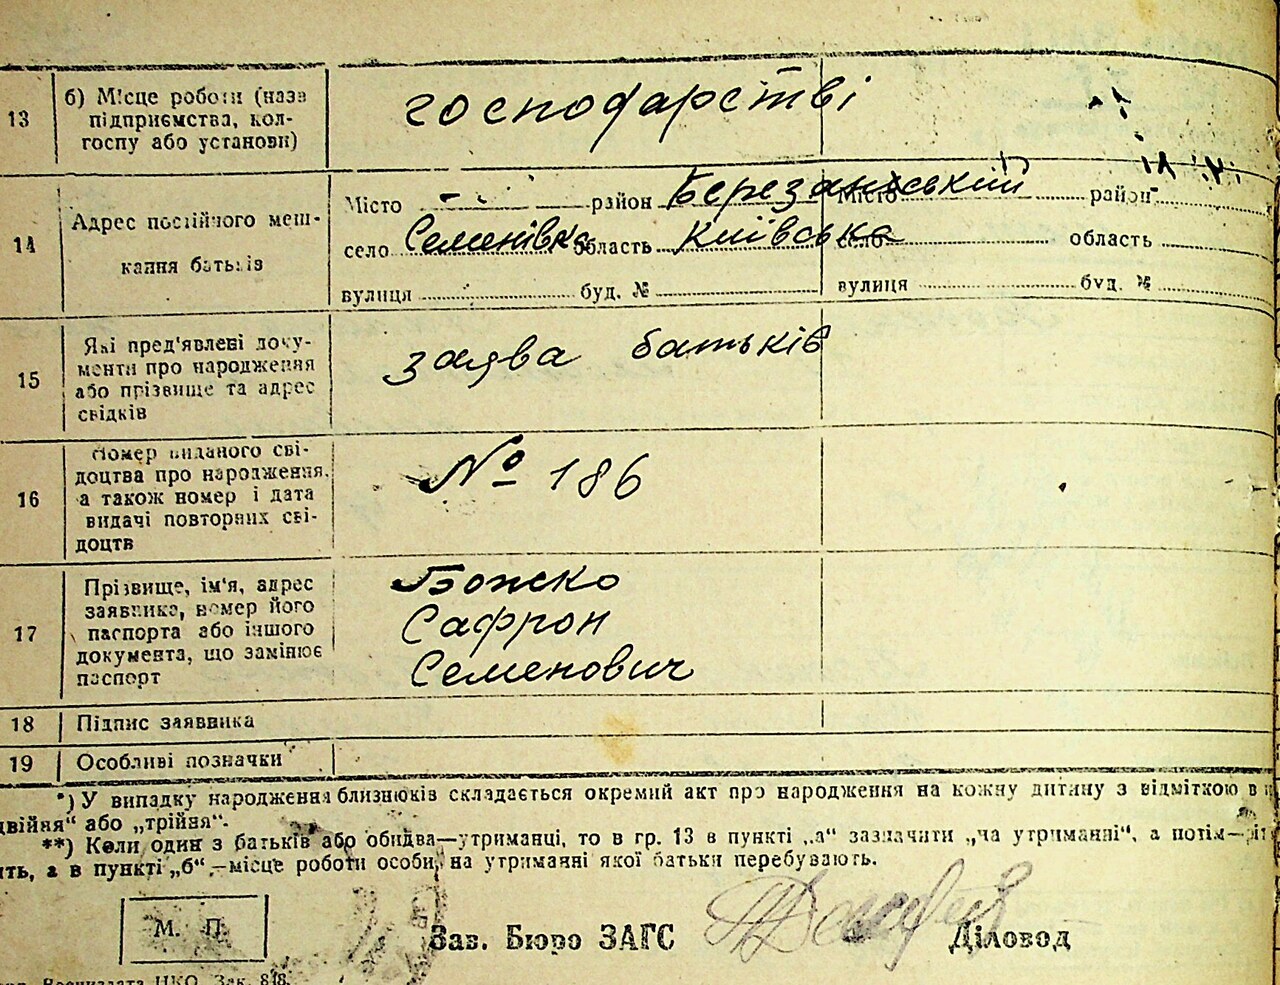 13 б) Місце роботи (назва господарстві
підприємства, кол-
госпу або установи)
14 Адрес постійного меш-
кання батьків
Місто район Березанський Місто район
село Семенівка область Київська село область
вулиця буд. № вулиця буд. №
15 Які пред'явлені доку-
менти про народження
або прізвище та адрес
свідків
заява батьків
16 Номер виданого сві-
доцтва про народження,
а також номер і дата
видачі повторних сві-
доцтв
№ 186
17 Прізвище, ім'я, адрес
заявника, номер його
паспорта або іншого
документа, що замінює
паспорт
Божко
Сафрон
Семенович
18 Підпис заявника
19 Особливі позначки
*) У випадку народження близнюків складається окремий акт про народження на кожну дитину з відміткою в
двійня" або „трійня".
**) Коли один з батьків або обидва—утриманці, то в гр. 13 в пункті „а" зазначити „на утриманні", а потім—
а в пункті „б"—місце роботи особи, на утриманні якої батьки перебувають.
М. П.
Зав. Бюро ЗАГС Діловод
НКО. Зак. 848.